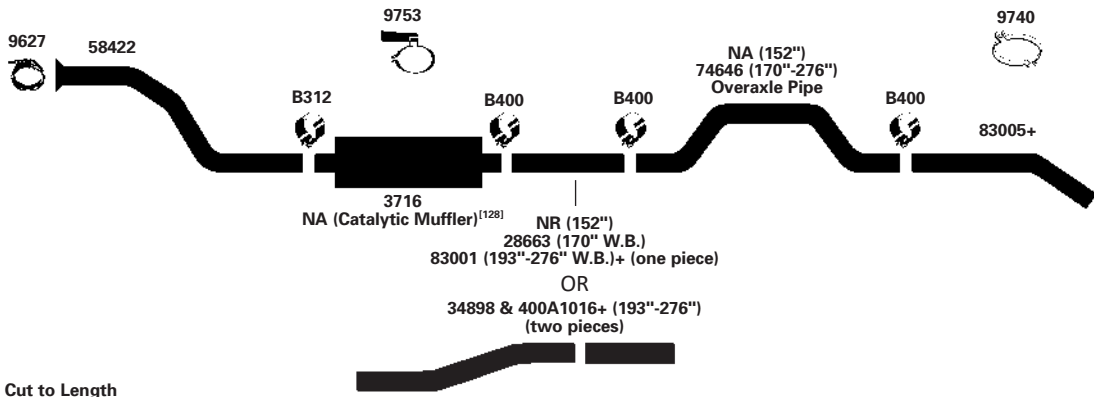 9627
58422
9753
9740
NA (152")
74646 (170"-276")
Overaxle Pipe
B312
B400
B400
B400
83005+
3716
NA (Catalytic Muffler)[128]
NR (152")
28663 (170" W.B.)
83001 (193"-276" W.B.)+ (one piece)
OR
34898 & 400A1016+ (193"-276")
(two pieces)
Cut to Length